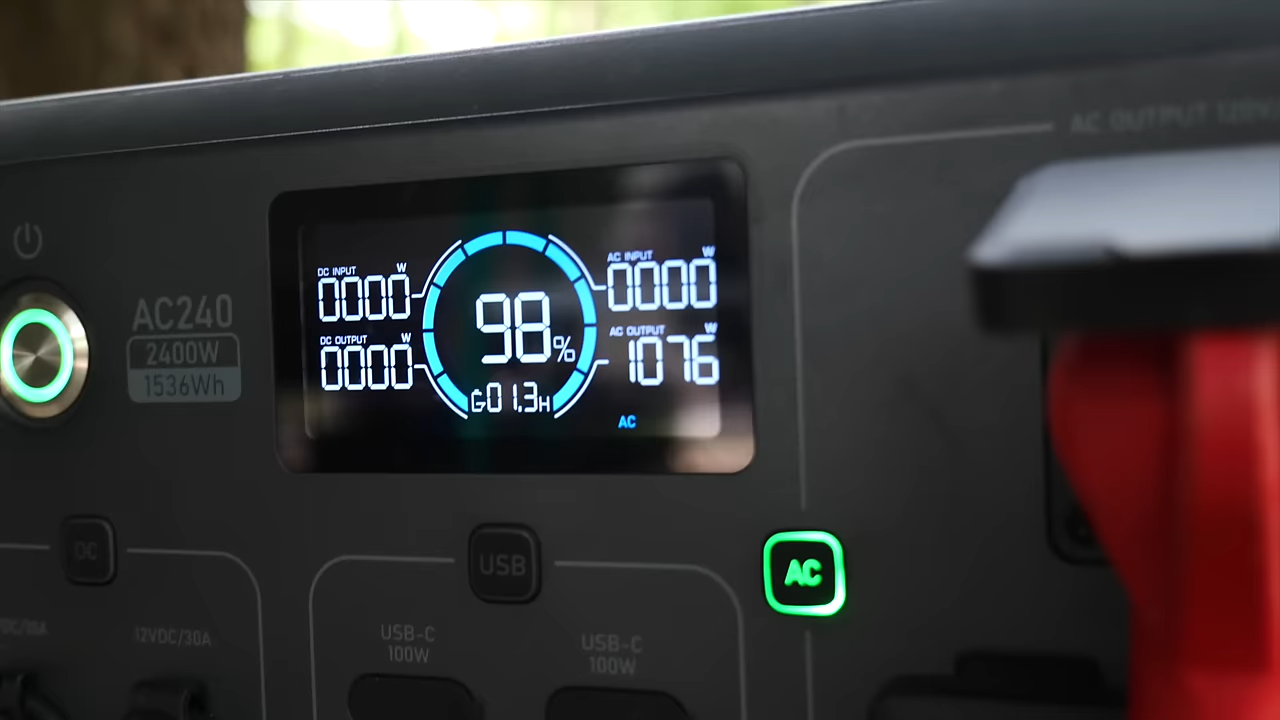 AC OUTPUT 120V
AC240
2400W
1536Wh
DC INPUT
W
0000
DC OUTPUT
W
0000
98%
01.3H
AC INPUT
W
0000
AC OUTPUT
W
1076
AC
DC
USB
AC
12VDC/30A
USB-C
100W
USB-C
100W